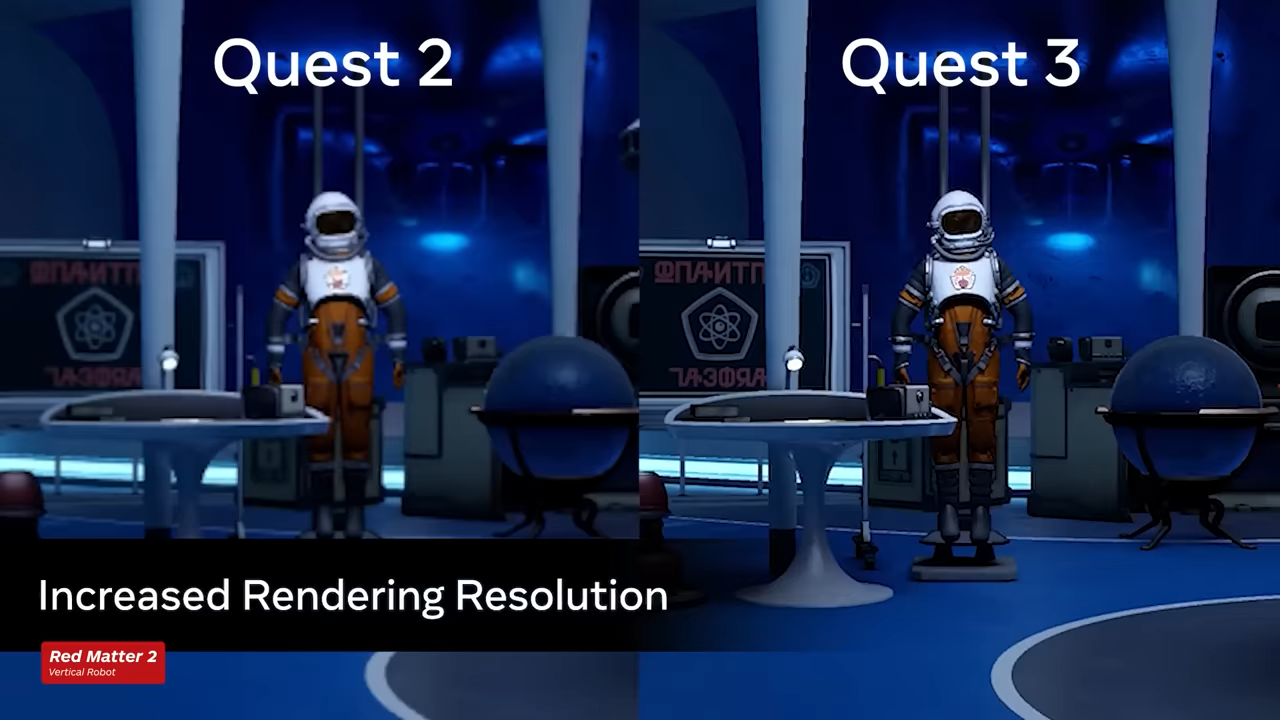 Quest 2
Quest 3
Increased Rendering Resolution
Red Matter 2
Vertical Robot